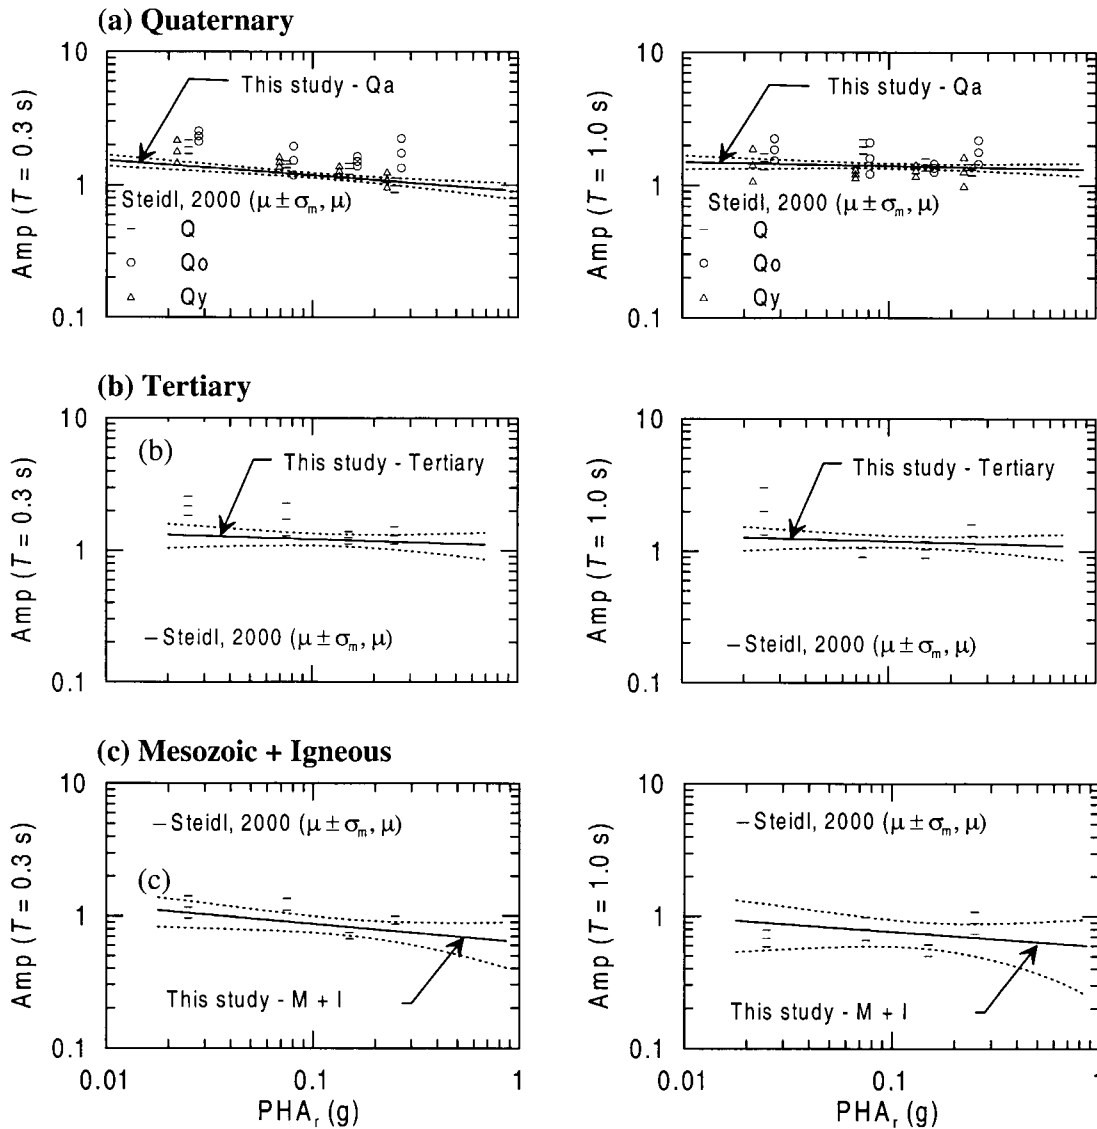 (a) Quaternary
10
1
0.1
Amp (T = 0.3 s)
This study - Qa
Steidl, 2000 (μ ± σm, μ)
– Q
○ Qo
△ Qy
10
1
0.1
Amp (T = 1.0 s)
This study - Qa
Steidl, 2000 (μ ± σm, μ)
– Q
○ Qo
△ Qy
(b) Tertiary
10
1
0.1
Amp (T = 0.3 s)
(b)
This study - Tertiary
– Steidl, 2000 (μ ± σm, μ)
10
1
0.1
Amp (T = 1.0 s)
This study - Tertiary
– Steidl, 2000 (μ ± σm, μ)
(c) Mesozoic + Igneous
10
1
0.1
Amp (T = 0.3 s)
– Steidl, 2000 (μ ± σm, μ)
(c)
This study - M + I
0.01 0.1 1
PHAr (g)
10
1
0.1
Amp (T = 1.0 s)
– Steidl, 2000 (μ ± σm, μ)
This study - M + I
0.01 0.1 1
PHAr (g)